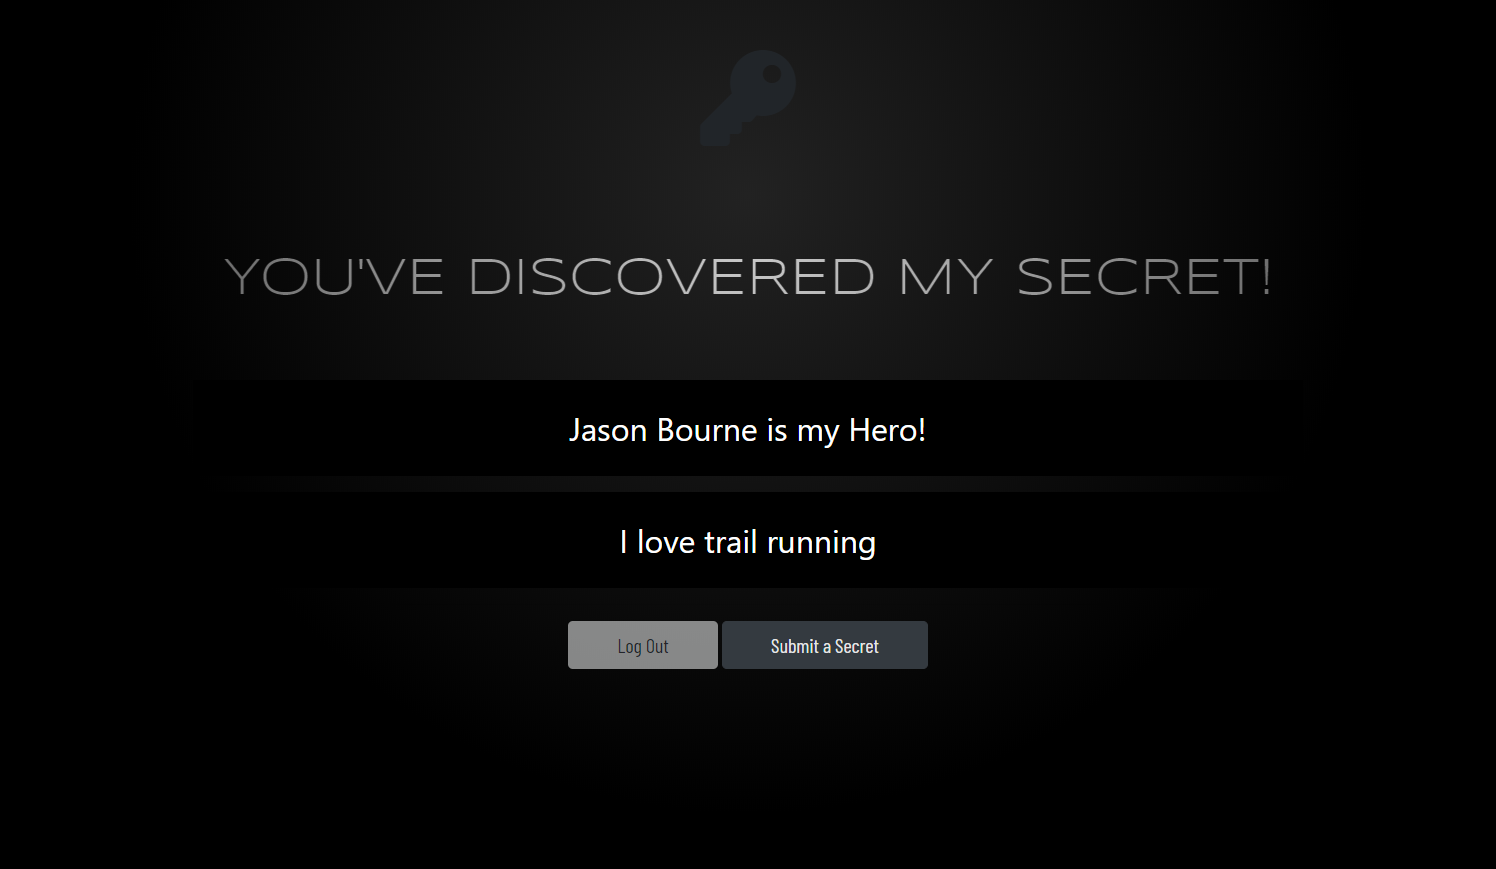 YOU'VE DISCOVERED MY SECRET!
Jason Bourne is my Hero!
I love trail running
Log Out
Submit a Secret